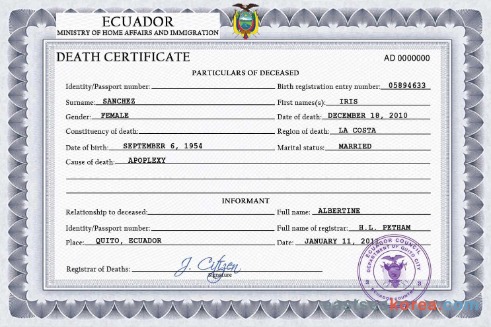 ECUADOR
MINISTRY OF HOME AFFAIRS AND IMMIGRATION
DEATH CERTIFICATE AD 0000000
PARTICULARS OF DECEASED
Identity/Passport number: Birth registration entry number: 05894633
Surname: SANCHEZ First names(s): IRIS
Gender: FEMALE Date of death: DECEMBER 18, 2010
Constituency of death: Region of death: LA COSTA
Date of birth: SEPTEMBER 6, 1954 Marital status: MARRIED
Cause of death: APOPLEXY
INFORMANT
Relationship to deceased: Full name: ALBERTINE
Identity/Passport number: Full name of registrar: H.L. PETHAM
Place: QUITO, ECUADOR Date: JANUARY 11, 201
ECUADOR COUNCIL
DEPARTMENT OF QUITO CITY
Registrar of Deaths: J. Citizen
Signature